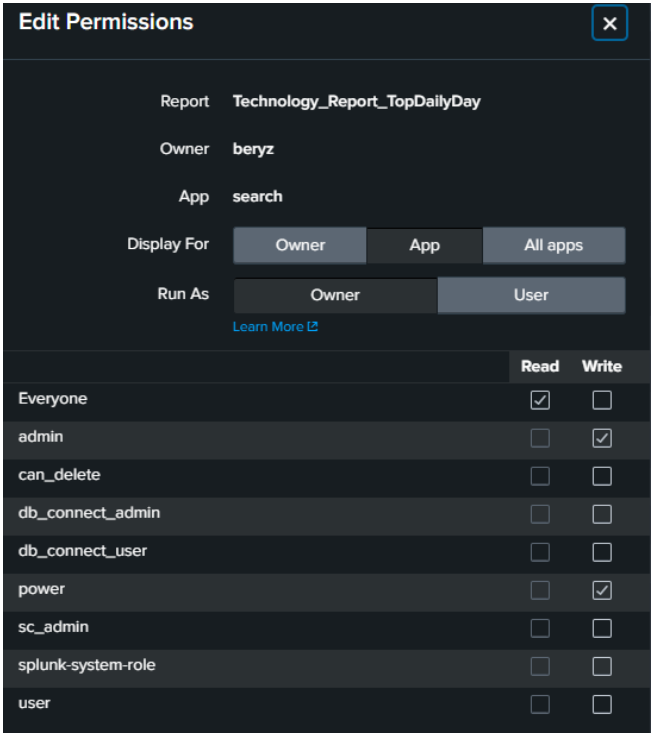 Edit Permissions
Report Technology_Report_TopDailyDay
Owner beryz
App search
Display For Owner App All apps
Run As Owner User
Learn More
Read Write
Everyone
admin
can_delete
db_connect_admin
db_connect_user
power
sc_admin
splunk-system-role
user